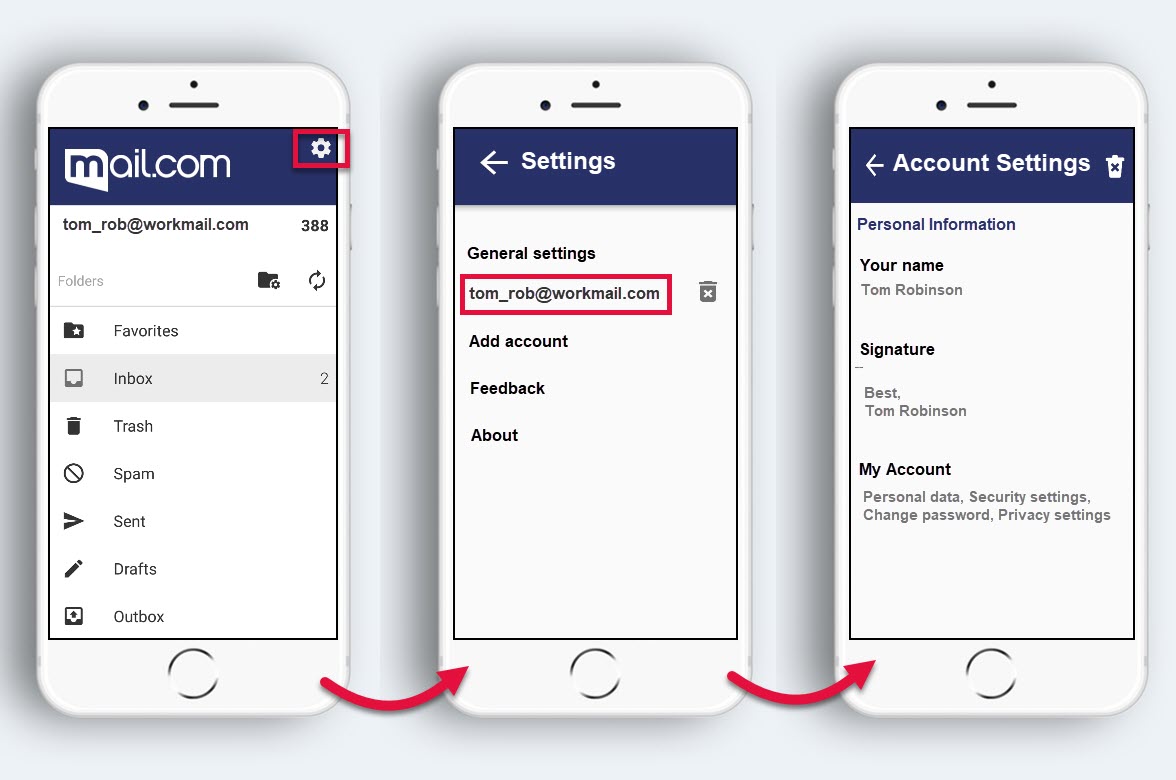 mail.com
tom_rob@workmail.com 388
Folders
Favorites
Inbox 2
Trash
Spam
Sent
Drafts
Outbox
Settings
General settings
tom_rob@workmail.com
Add account
Feedback
About
Account Settings
Personal Information
Your name
Tom Robinson
Signature
--
Best,
Tom Robinson
My Account
Personal data, Security settings,
Change password, Privacy settings